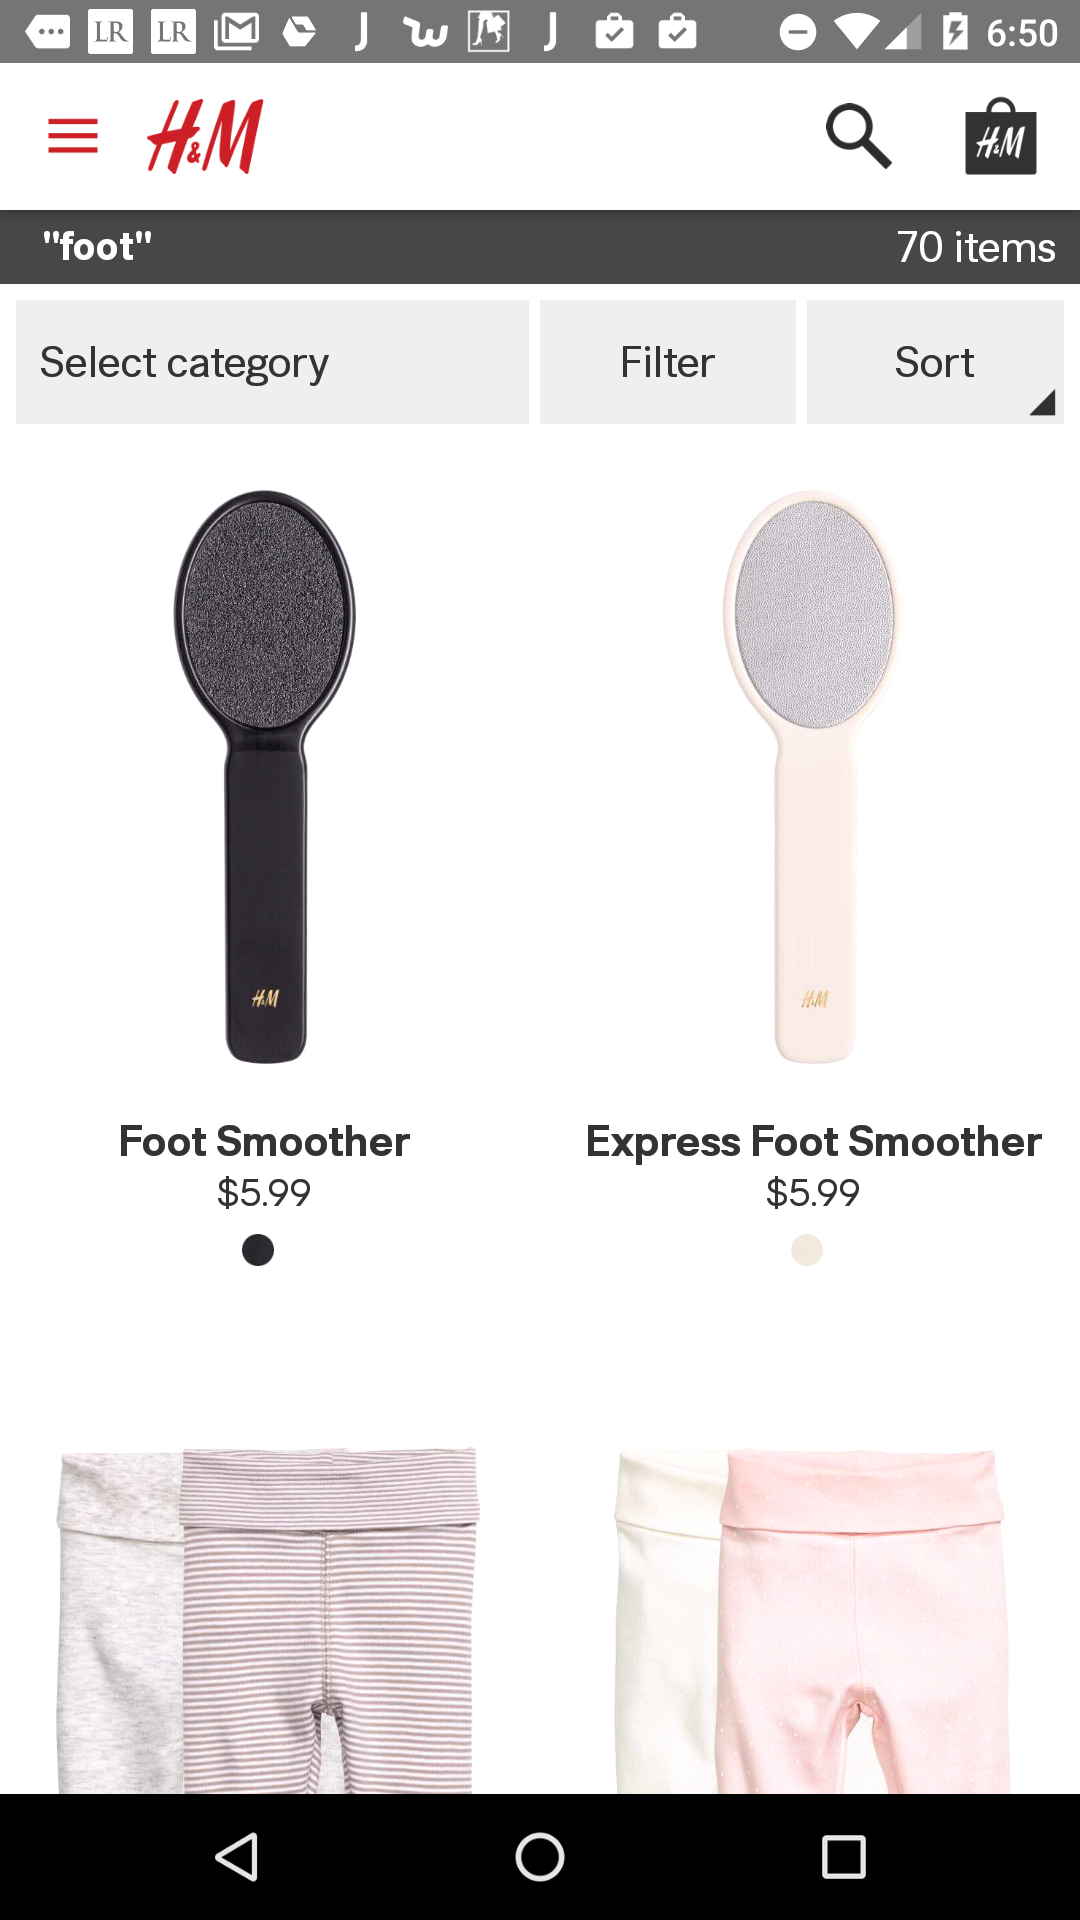 LR LR J J 6:50
H&M
H&M
"foot" 70 items
Select category Filter Sort
H&M H&M
Foot Smoother Express Foot Smoother
$5.99 $5.99